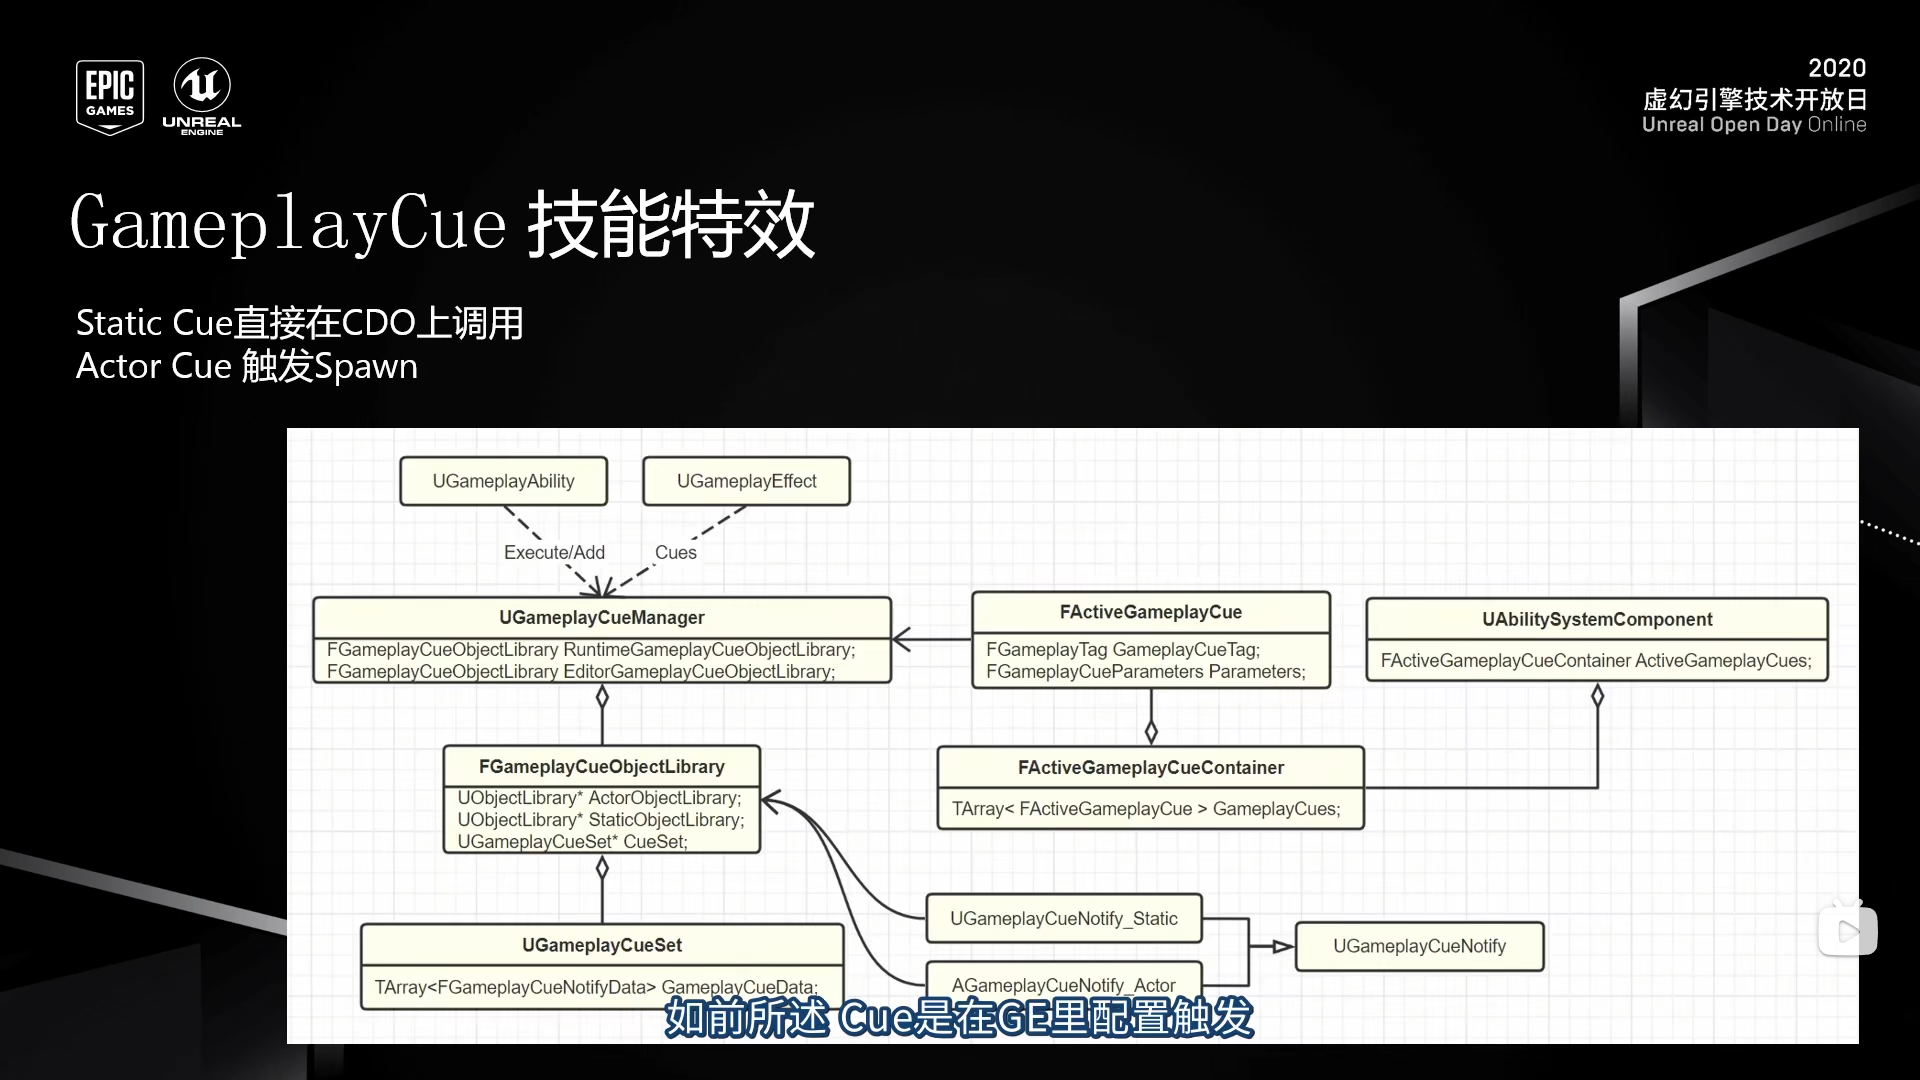 EPIC
GAMES
UNREAL
ENGINE
2020
虚幻引擎技术开放日
Unreal Open Day Online
GameplayCue 技能特效
Static Cue直接在CDO上调用
Actor Cue 触发Spawn
UGameplayAbility
UGameplayEffect
Execute/Add
Cues
UGameplayCueManager
FGameplayCueObjectLibrary RuntimeGameplayCueObjectLibrary;
FGameplayCueObjectLibrary EditorGameplayCueObjectLibrary;
FActiveGameplayCue
FGameplayTag GameplayCueTag;
FGameplayCueParameters Parameters;
UAbilitySystemComponent
FActiveGameplayCueContainer ActiveGameplayCues;
FGameplayCueObjectLibrary
UObjectLibrary* ActorObjectLibrary;
UObjectLibrary* StaticObjectLibrary;
UGameplayCueSet* CueSet;
FActiveGameplayCueContainer
TArray< FActiveGameplayCue > GameplayCues;
UGameplayCueNotify_Static
UGameplayCueNotify
UGameplayCueSet
TArray<FGameplayCueNotifyData> GameplayCueData;
AGameplayCueNotify_Actor
如前所述 Cue是在GE里配置触发